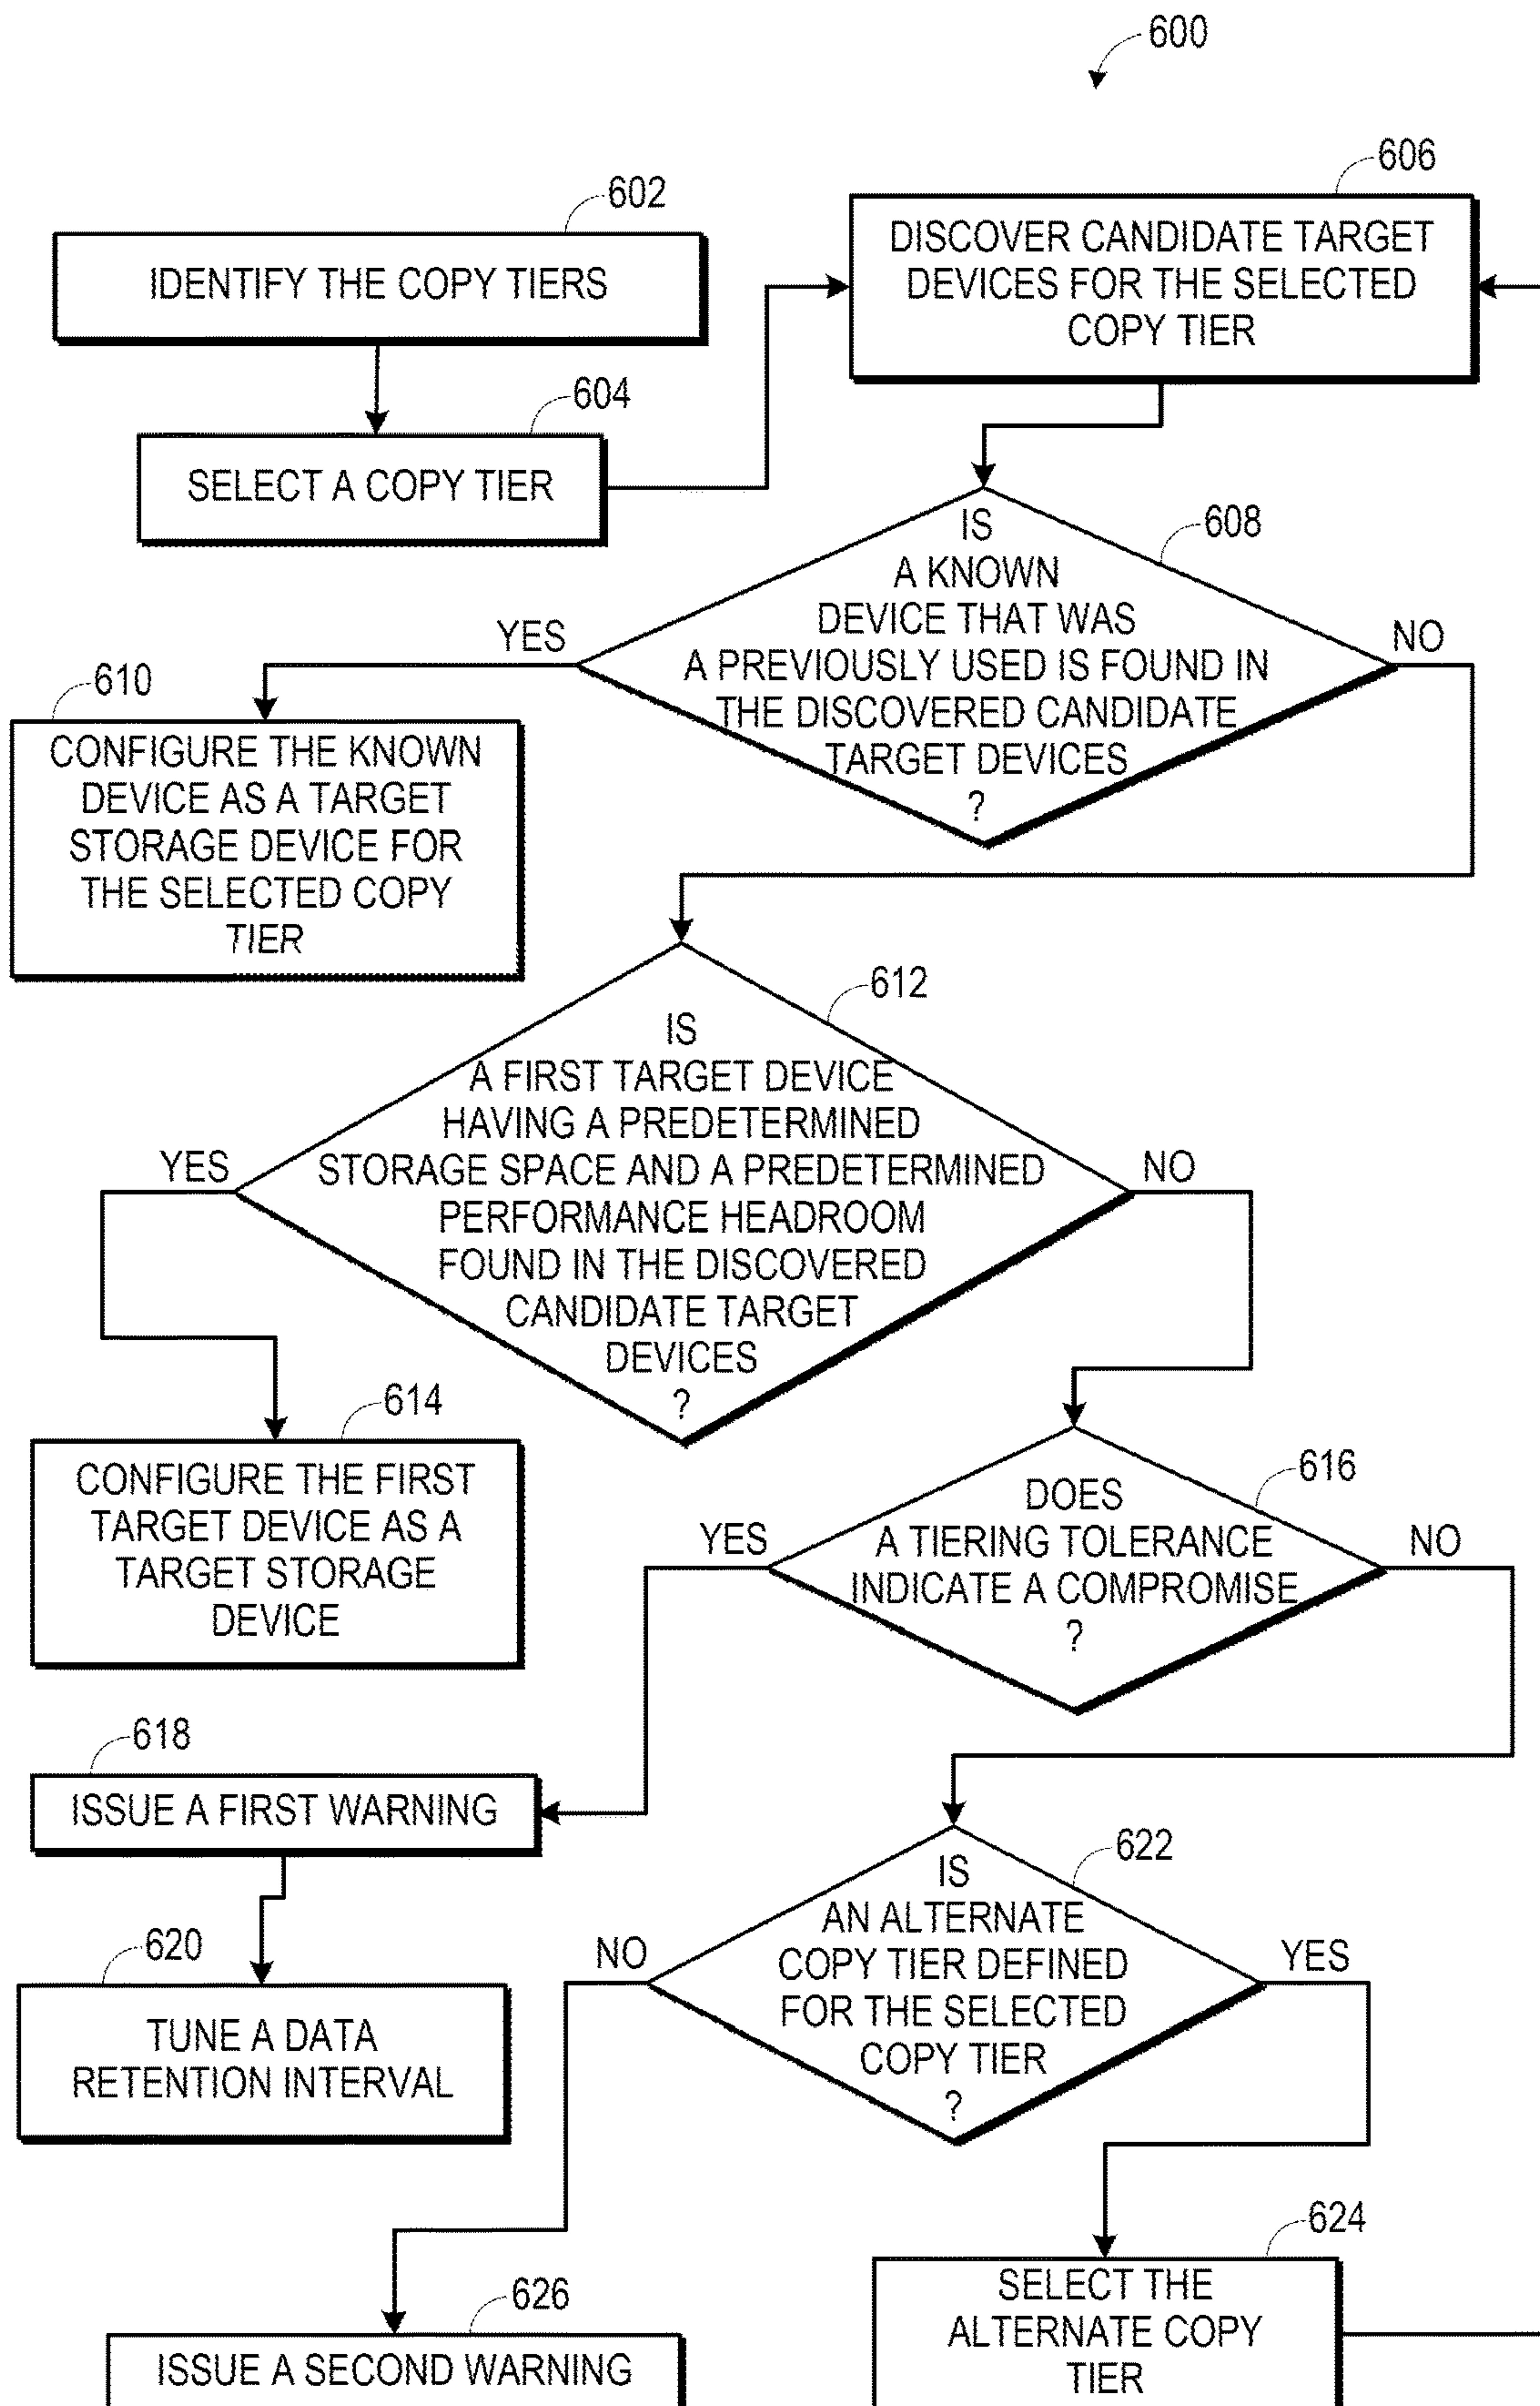 600
602
IDENTIFY THE COPY TIERS
604
SELECT A COPY TIER
606
DISCOVER CANDIDATE TARGET
DEVICES FOR THE SELECTED
COPY TIER
608
IS
A KNOWN
DEVICE THAT WAS
A PREVIOUSLY USED IS FOUND IN
THE DISCOVERED CANDIDATE
TARGET DEVICES
?
YES
NO
610
CONFIGURE THE KNOWN
DEVICE AS A TARGET
STORAGE DEVICE FOR
THE SELECTED COPY
TIER
612
IS
A FIRST TARGET DEVICE
HAVING A PREDETERMINED
STORAGE SPACE AND A PREDETERMINED
PERFORMANCE HEADROOM
FOUND IN THE DISCOVERED
CANDIDATE TARGET
DEVICES
?
YES
NO
614
CONFIGURE THE FIRST
TARGET DEVICE AS A
TARGET STORAGE
DEVICE
616
DOES
A TIERING TOLERANCE
INDICATE A COMPROMISE
?
YES
NO
618
ISSUE A FIRST WARNING
620
TUNE A DATA
RETENTION INTERVAL
622
IS
AN ALTERNATE
COPY TIER DEFINED
FOR THE SELECTED
COPY TIER
?
NO
YES
624
SELECT THE
ALTERNATE COPY
TIER
626
ISSUE A SECOND WARNING